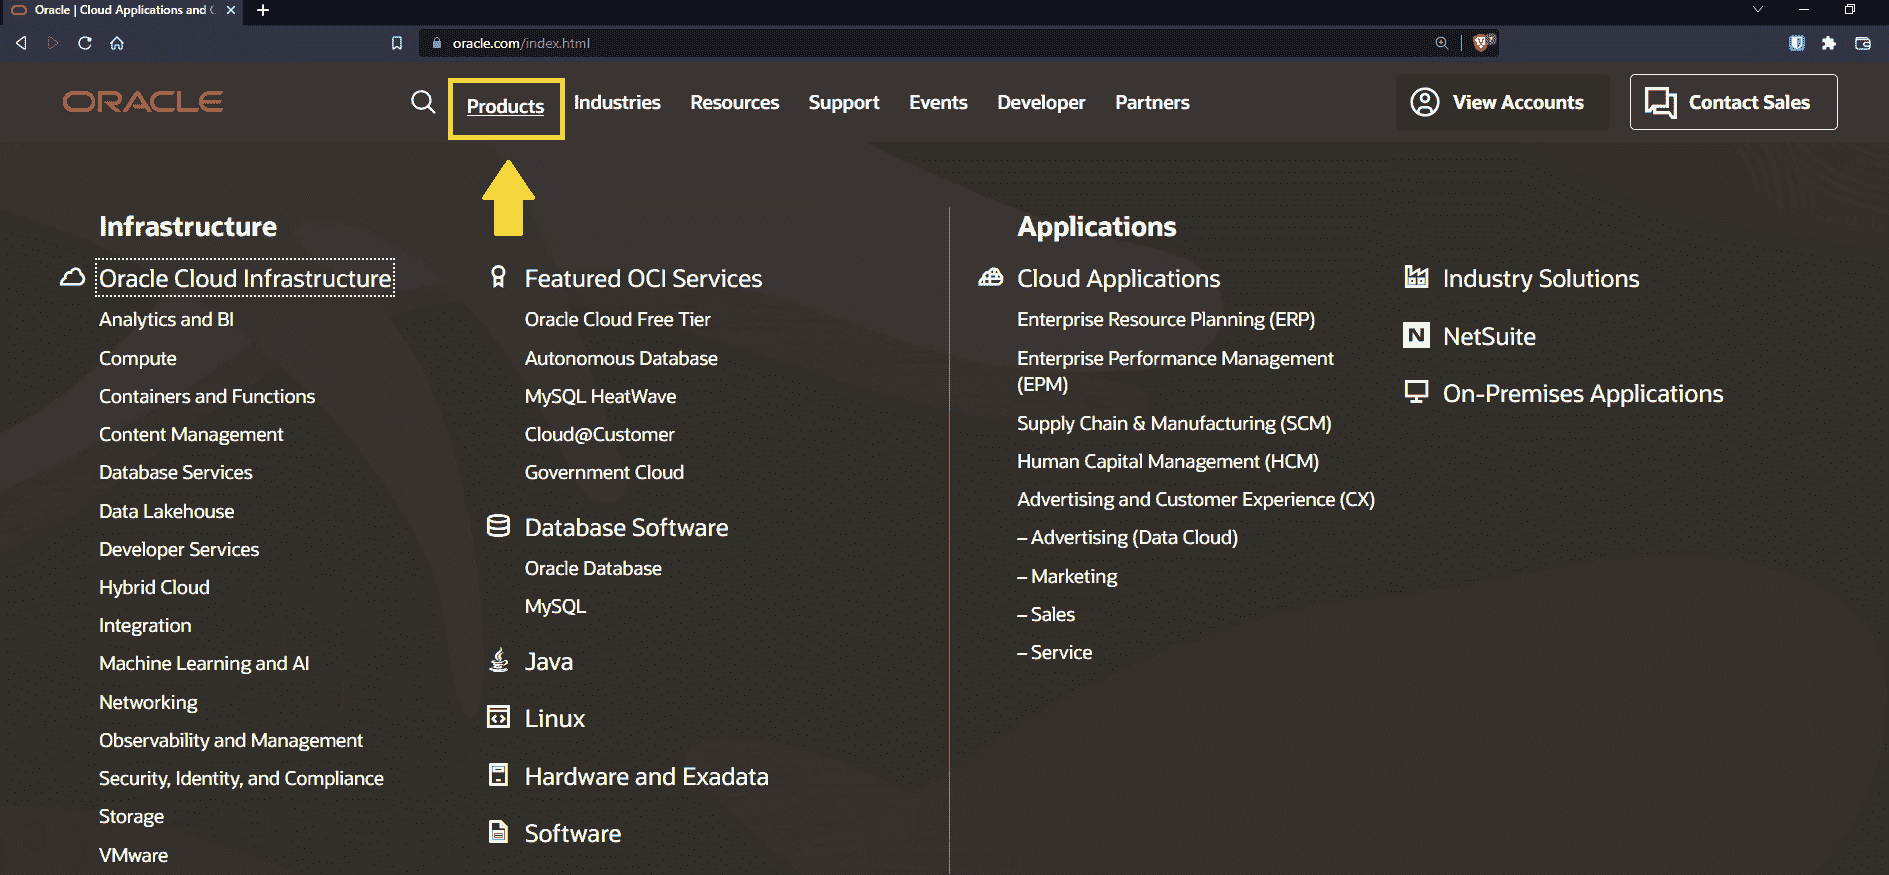 Oracle | Cloud Applications and C
oracle.com/index.html
ORACLE
Products
Industries
Resources
Support
Events
Developer
Partners
View Accounts
Contact Sales
Infrastructure
Oracle Cloud Infrastructure
Analytics and BI
Compute
Containers and Functions
Content Management
Database Services
Data Lakehouse
Developer Services
Hybrid Cloud
Integration
Machine Learning and AI
Networking
Observability and Management
Security, Identity, and Compliance
Storage
VMware
Featured OCI Services
Oracle Cloud Free Tier
Autonomous Database
MySQL HeatWave
Cloud@Customer
Government Cloud
Database Software
Oracle Database
MySQL
Java
Linux
Hardware and Exadata
Software
Applications
Cloud Applications
Enterprise Resource Planning (ERP)
Enterprise Performance Management
(EPM)
Supply Chain & Manufacturing (SCM)
Human Capital Management (HCM)
Advertising and Customer Experience (CX)
– Advertising (Data Cloud)
– Marketing
– Sales
– Service
Industry Solutions
N NetSuite
On-Premises Applications